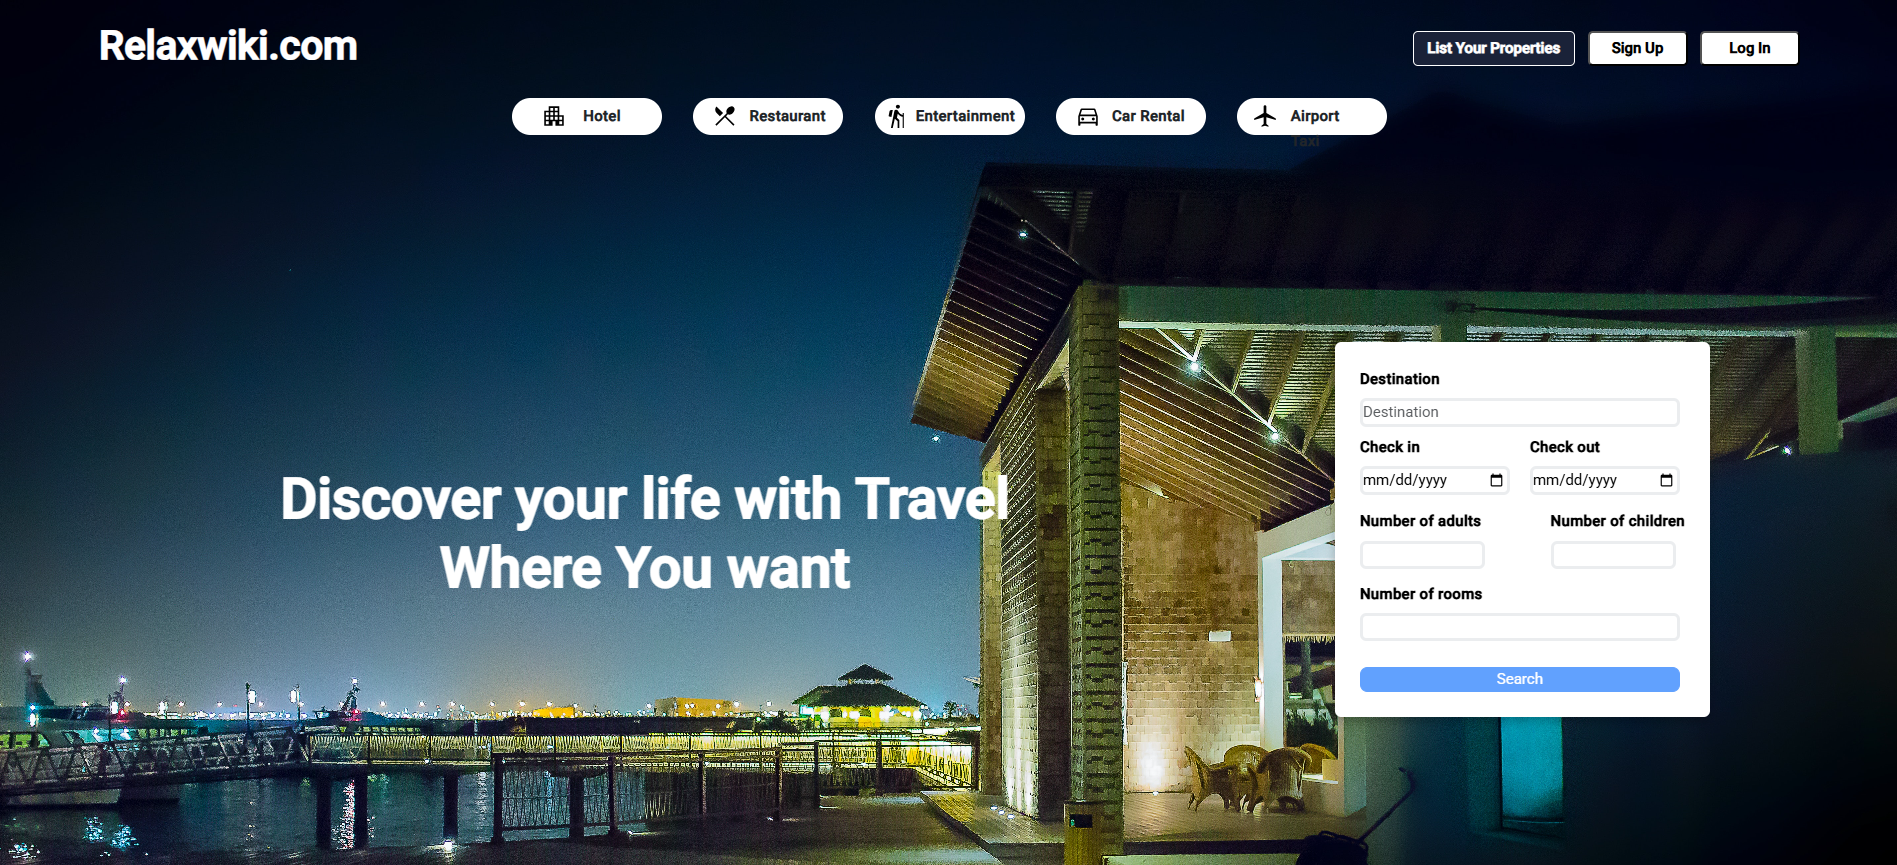 Relaxwiki.com
List Your Properties
Sign Up
Log In
Hotel
Restaurant
Entertainment
Car Rental
Airport
Taxi
Discover your life with Travel
Where You want
Destination
Destination
Check in
Check out
mm/dd/yyyy
mm/dd/yyyy
Number of adults
Number of children
Number of rooms
Search